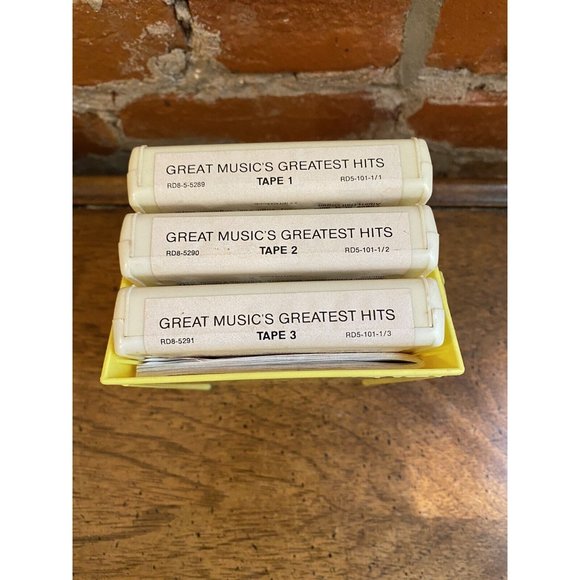 GREAT MUSIC'S GREATEST HITS
RD8-S-5289 TAPE 1 RD5-101-1/1
GREAT MUSIC'S GREATEST HITS
RD8-5290 TAPE 2 RD5-101-1/2
GREAT MUSIC'S GREATEST HITS
RD8-5291 TAPE 3 RD5-101-1/3